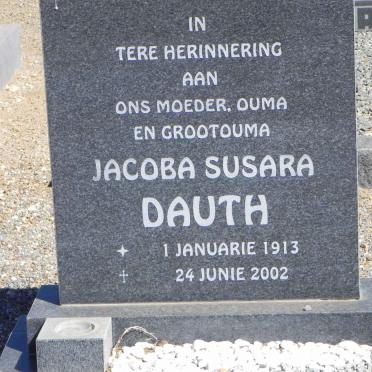 IN
TERE HERINNERING
AAN
ONS MOEDER, OUMA
EN GROOTOUMA
JACOBA SUSARA
DAUTH
1 JANUARIE 1913
24 JUNIE 2002